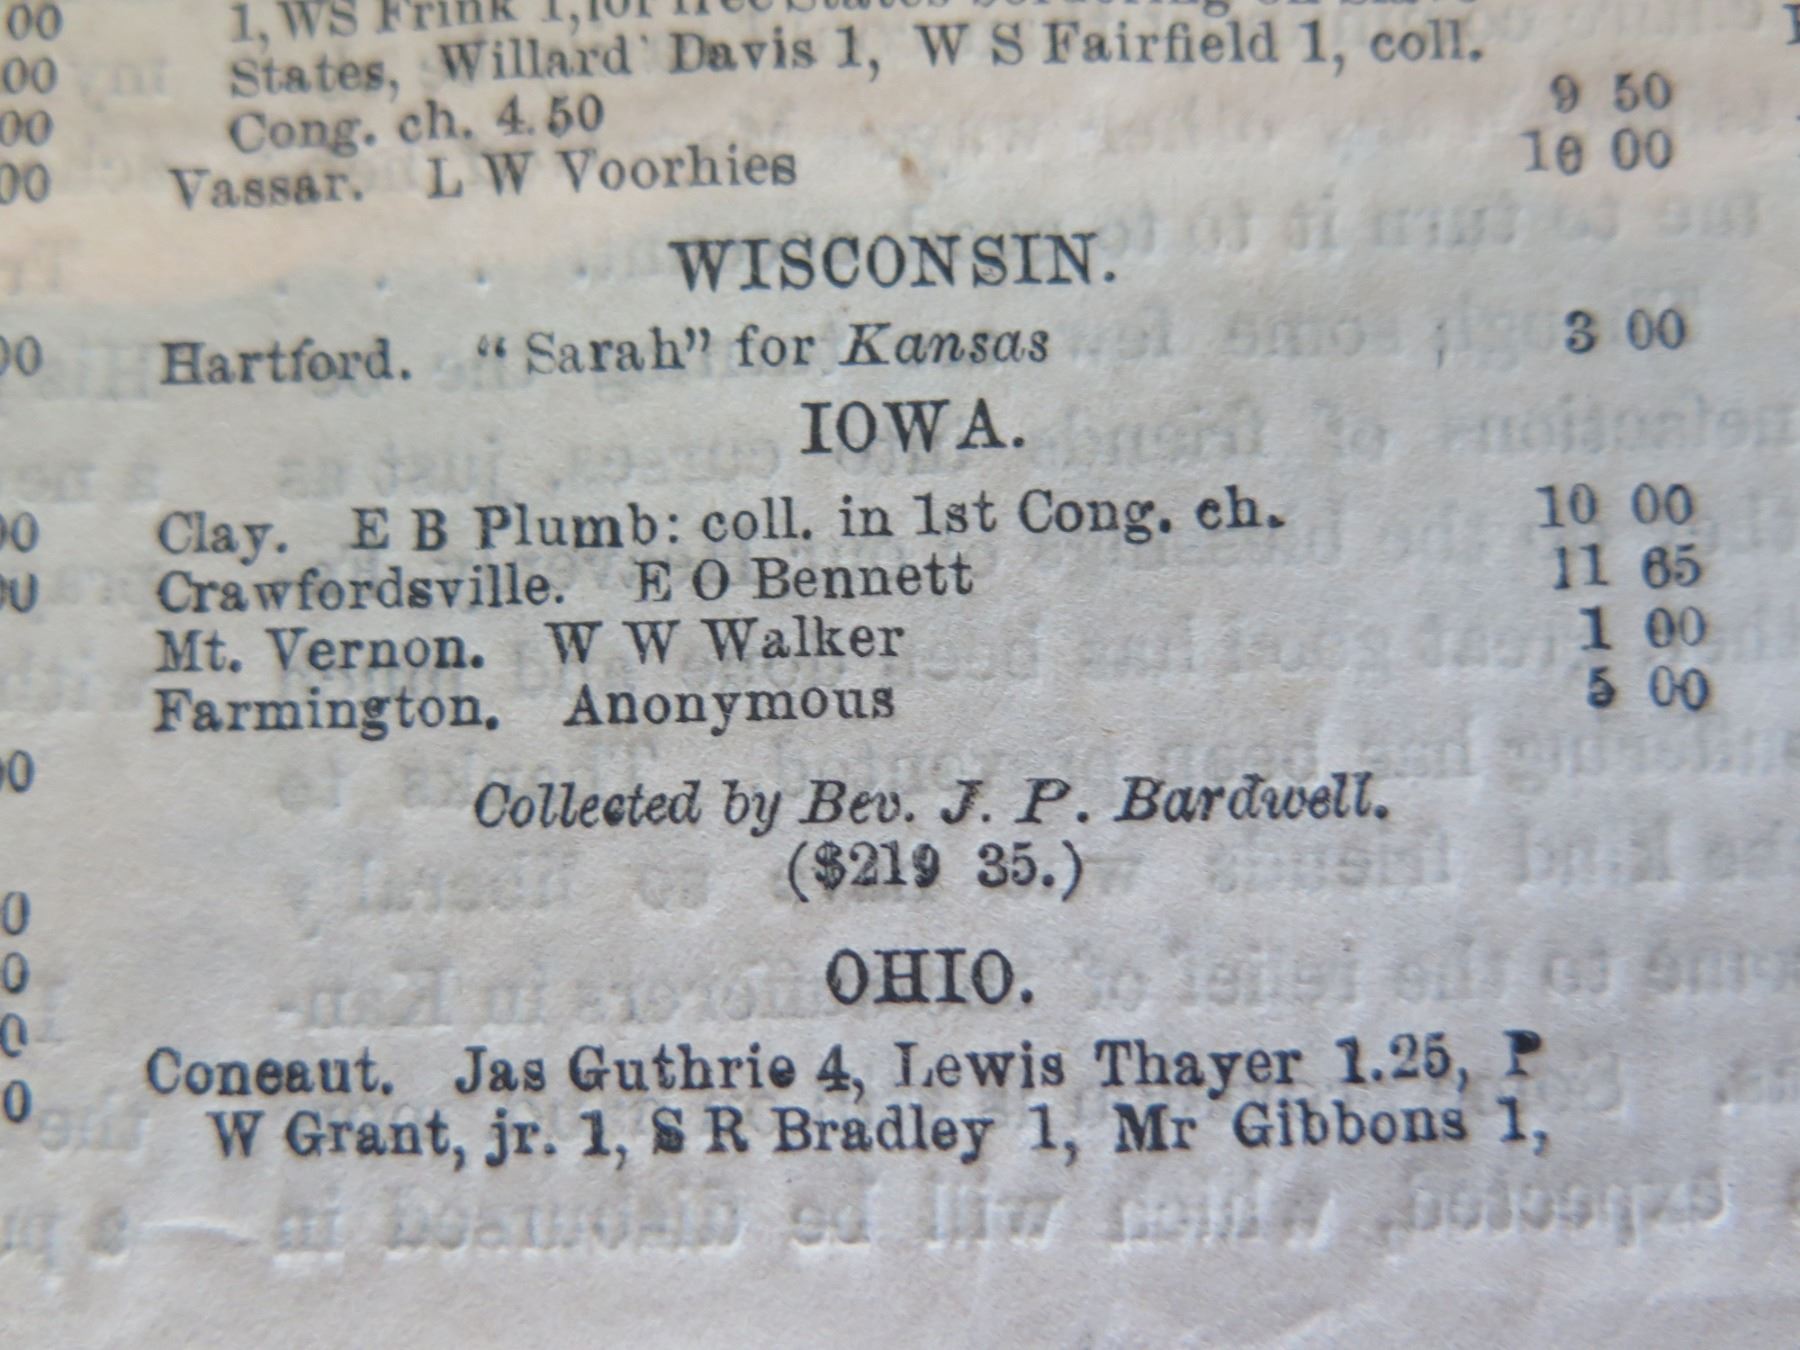 1, W S Frink 1, for free States bordering on slave
States, Willard Davis 1, W S Fairfield 1, coll.
Cong. ch. 4.50 9 50
Vassar. L W Voorhies 10 00
WISCONSIN.
Hartford. "Sarah" for Kansas 3 00
IOWA.
Clay. E B Plumb: coll. in 1st Cong. ch. 10 00
Crawfordsville. E O Bennett 11 65
Mt. Vernon. W W Walker 1 00
Farmington. Anonymous 5 00
Collected by Rev. J. P. Bardwell.
($219 35.)
OHIO.
Coneaut. Jas Guthrie 4, Lewis Thayer 1.25, P
W Grant, jr. 1, S R Bradley 1, Mr Gibbons 1,